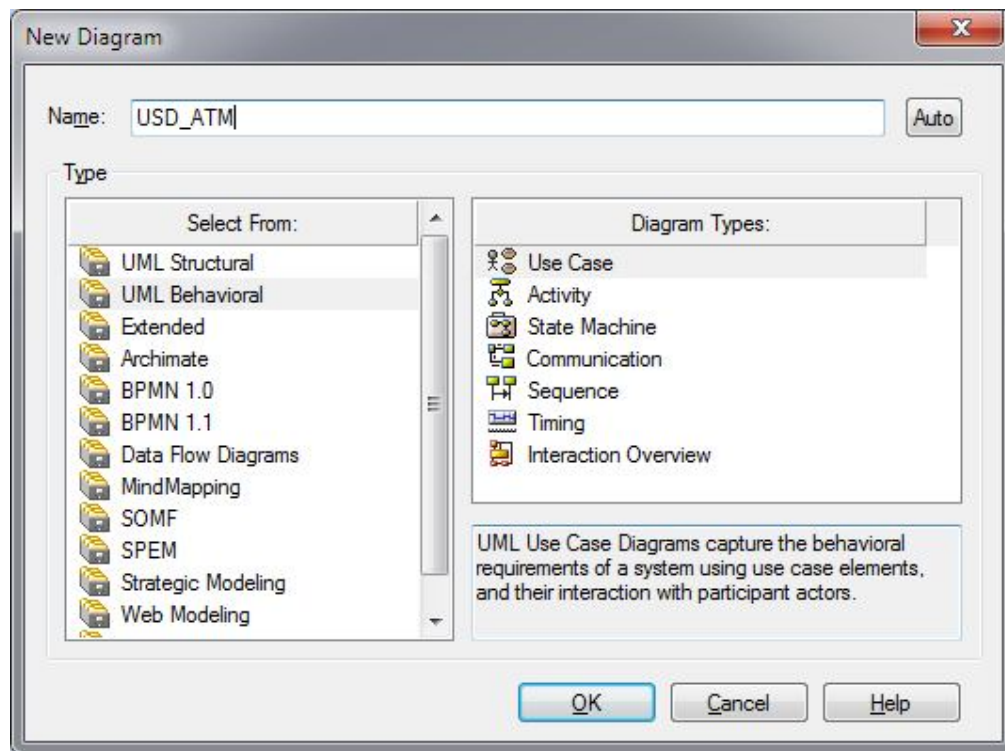 New Diagram
Name: USD_ATM Auto
Type
Select From:
UML Structural
UML Behavioral
Extended
Archimate
BPMN 1.0
BPMN 1.1
Data Flow Diagrams
MindMapping
SOMF
SPEM
Strategic Modeling
Web Modeling
Diagram Types:
Use Case
Activity
State Machine
Communication
Sequence
Timing
Interaction Overview
UML Use Case Diagrams capture the behavioral
requirements of a system using use case elements,
and their interaction with participant actors.
OK Cancel Help